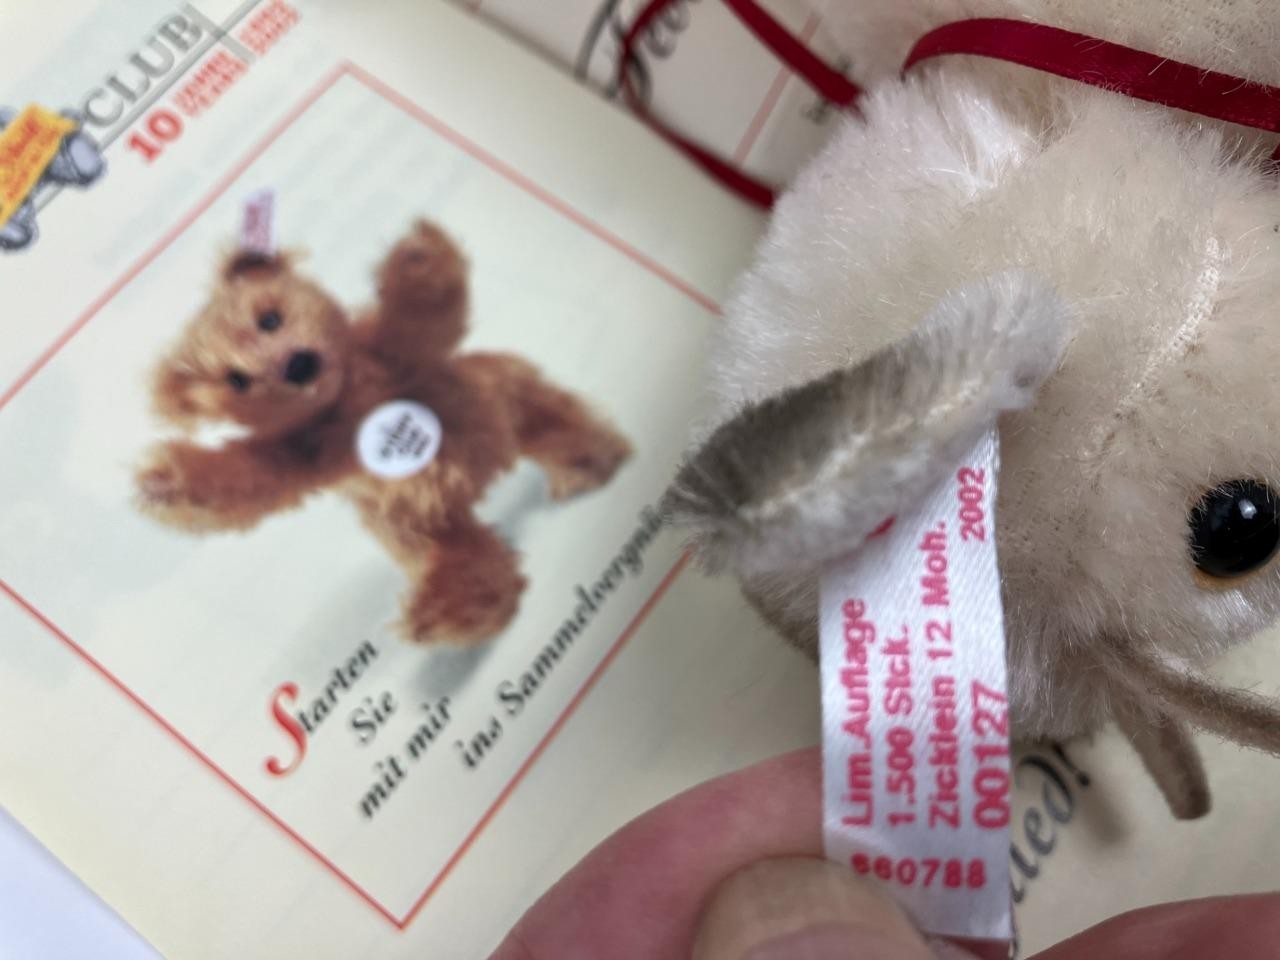 CLUB
10
Starten
Sie
mit mir
ins Sammelvergnü
Lim.Auflage
1.500 Stck.
Zicklein 12 Moh.
00127
2002
660788